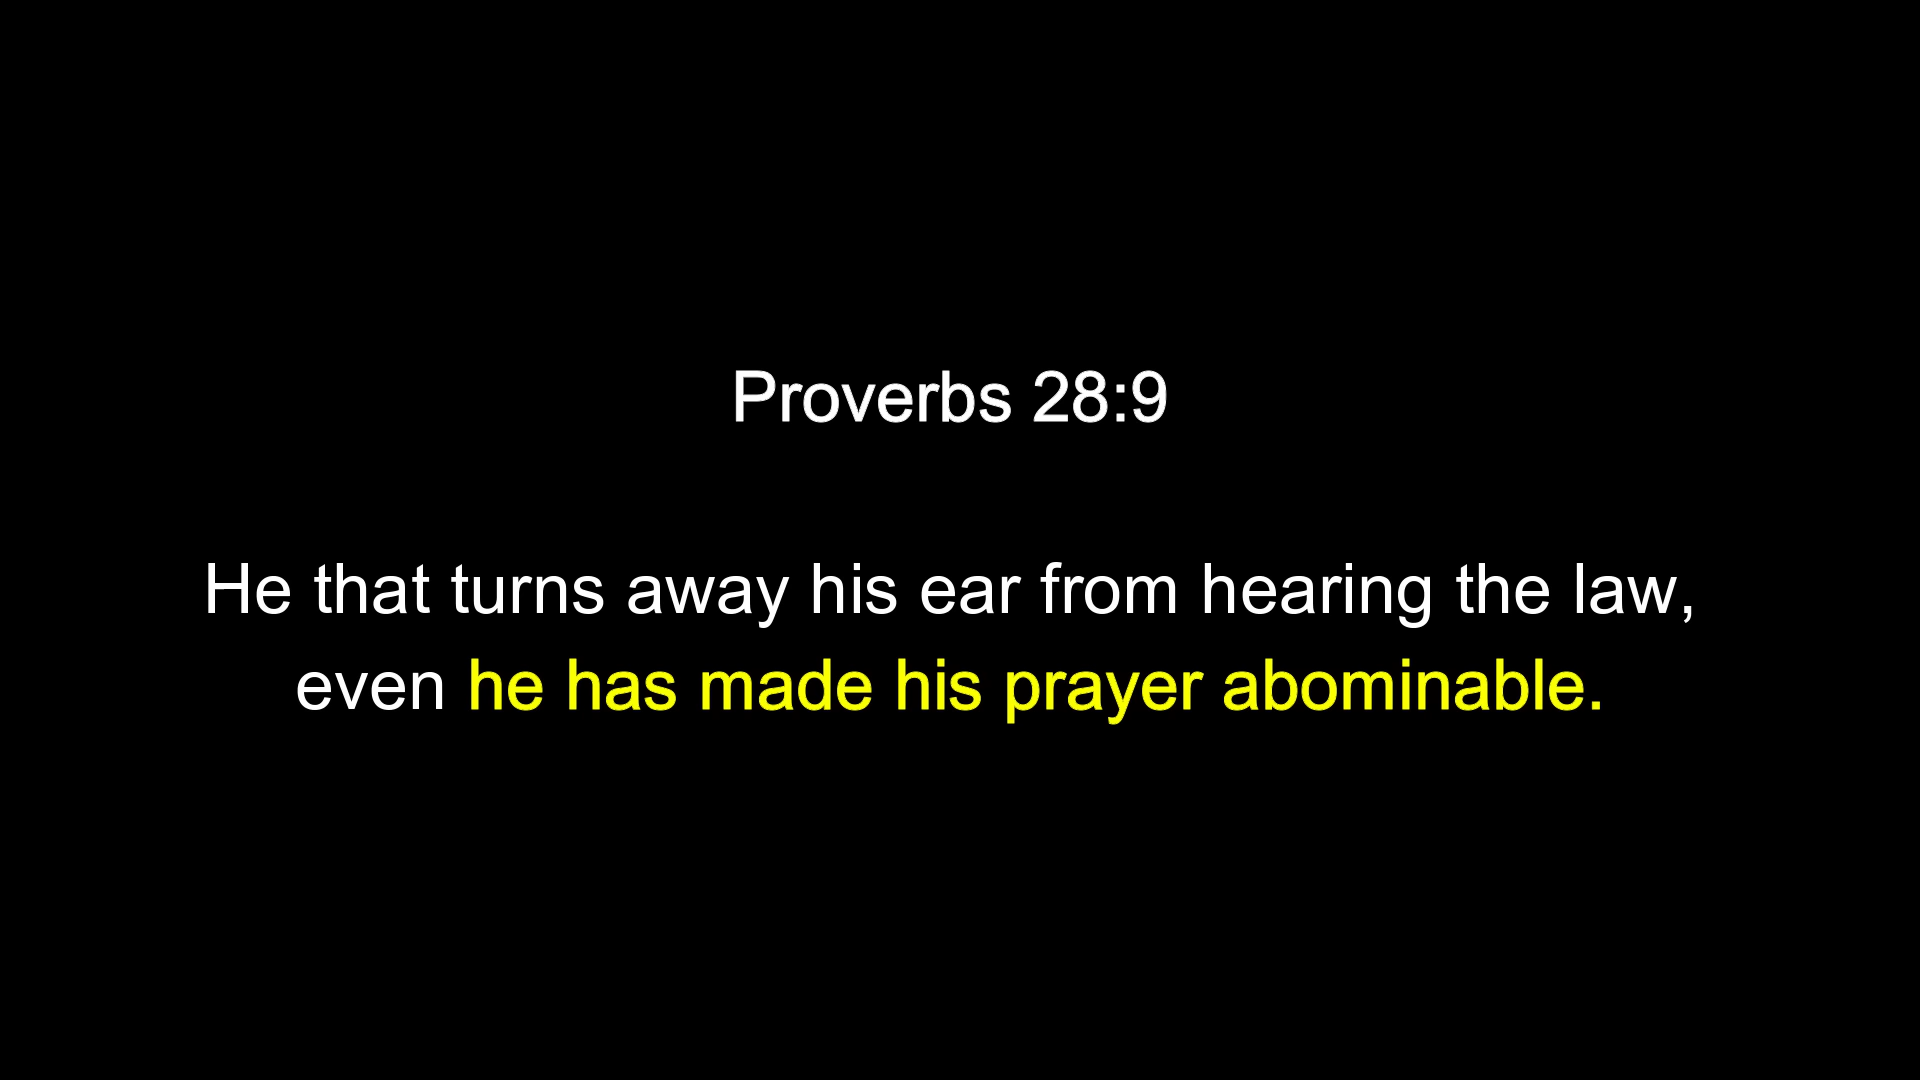 Proverbs 28:9
He that turns away his ear from hearing the law,
even he has made his prayer abominable.